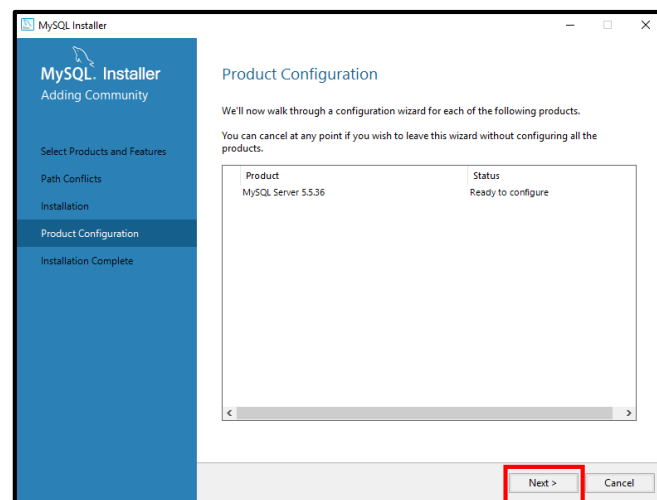 MySQL Installer
MySQL. Installer
Adding Community
Select Products and Features
Path Conflicts
Installation
Product Configuration
Installation Complete
Product Configuration
We'll now walk through a configuration wizard for each of the following products.
You can cancel at any point if you wish to leave this wizard without configuring all the
products.
Product Status
MySQL Server 5.5.36 Ready to configure
Next > Cancel